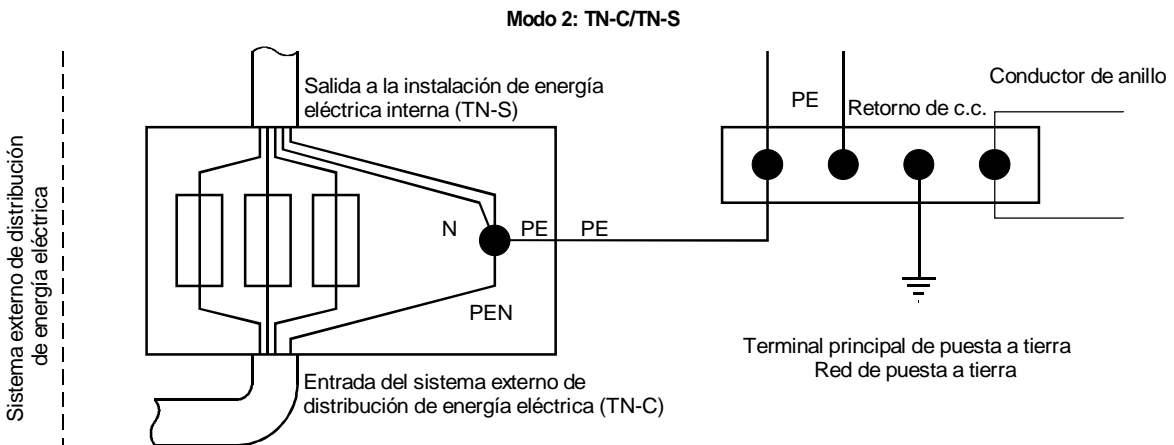 Modo 2: TN-C/TN-S
Sistema externo de distribución
de energía eléctrica
Salida a la instalación de energía
eléctrica interna (TN-S)
PE
Retorno de c.c.
Conductor de anillo
N
PE
PE
PEN
Entrada del sistema externo de
distribución de energía eléctrica (TN-C)
Terminal principal de puesta a tierra
Red de puesta a tierra